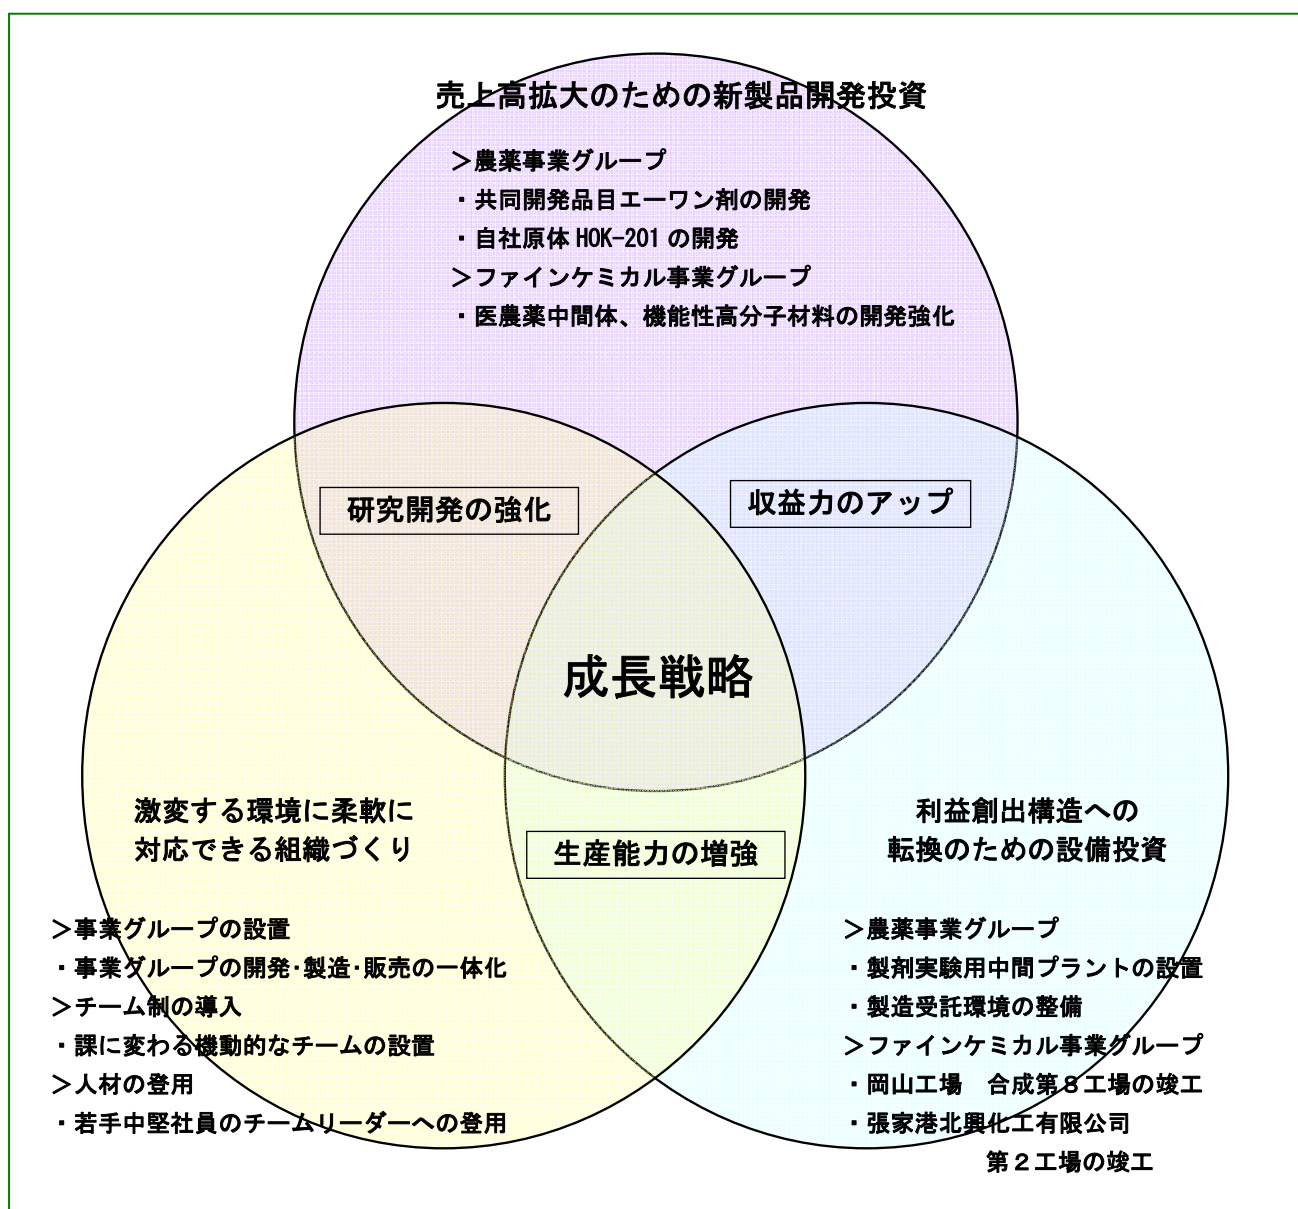 売上高拡大のための新製品開発投資
＞農薬事業グループ
・共同開発品目エーワン剤の開発
・自社原体 HOK-201 の開発
＞ファインケミカル事業グループ
・医農薬中間体、機能性高分子材料の開発強化
研究開発の強化
収益力のアップ
成長戦略
激変する環境に柔軟に
対応できる組織づくり
生産能力の増強
利益創出構造への
転換のための設備投資
＞事業グループの設置
・事業グループの開発･製造･販売の一体化
＞チーム制の導入
・課に変わる機動的なチームの設置
＞人材の登用
・若手中堅社員のチームリーダーへの登用
＞農薬事業グループ
・製剤実験用中間プラントの設置
・製造受託環境の整備
＞ファインケミカル事業グループ
・岡山工場　合成第８工場の竣工
・張家港北興化工有限公司
第２工場の竣工